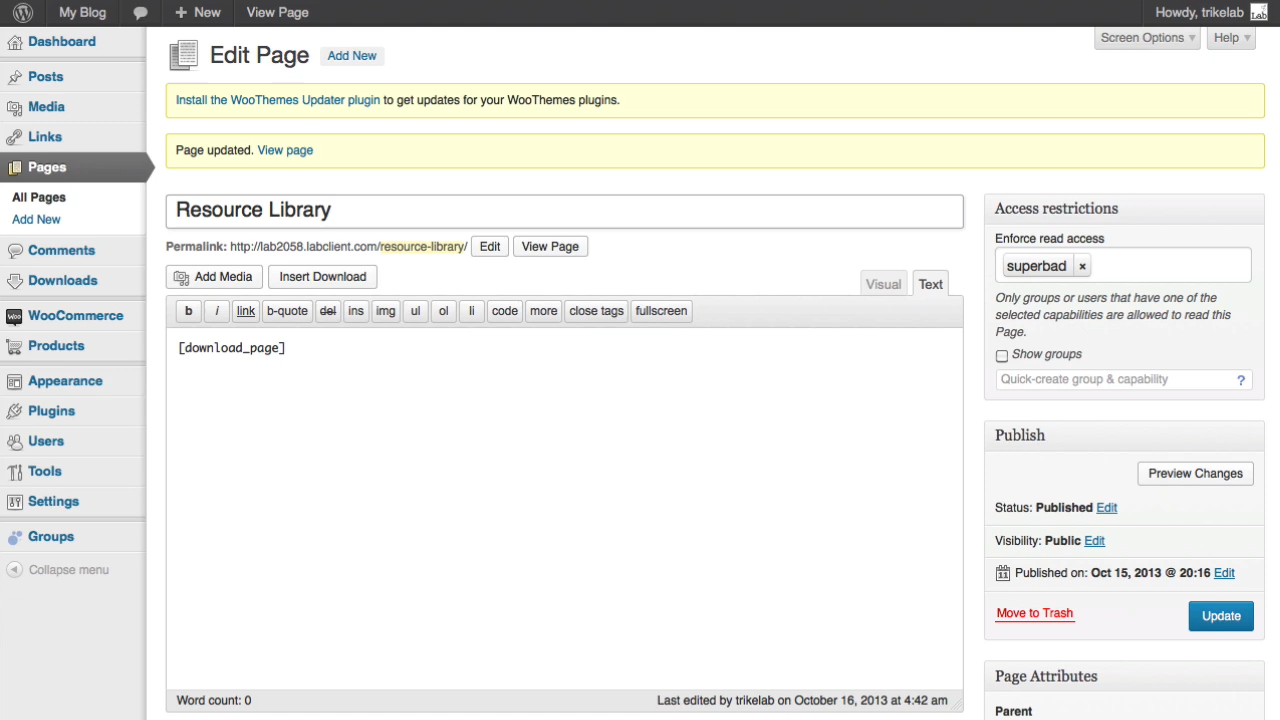 My Blog
New
View Page
Howdy, trikelab
Lab
Dashboard
Posts
Media
Links
Pages
All Pages
Add New
Comments
Downloads
WooCommerce
Products
Appearance
Plugins
Users
Tools
Settings
Groups
Collapse menu
Screen Options
Help
Edit Page
Add New
Install the WooThemes Updater plugin to get updates for your WooThemes plugins.
Page updated. View page
Resource Library
Permalink: http://lab2058.labclient.com/resource-library/
Edit
View Page
Add Media
Insert Download
Visual
Text
b
i
link
b-quote
del
ins
img
ul
ol
li
code
more
close tags
fullscreen
[download_page]
Word count: 0
Last edited by trikelab on October 16, 2013 at 4:42 am
Access restrictions
Enforce read access
superbad ×
Only groups or users that have one of the
selected capabilities are allowed to read this
Page.
Show groups
Quick-create group & capability
?
Publish
Preview Changes
Status: Published Edit
Visibility: Public Edit
11
Published on: Oct 15, 2013 @ 20:16 Edit
Move to Trash
Update
Page Attributes
Parent